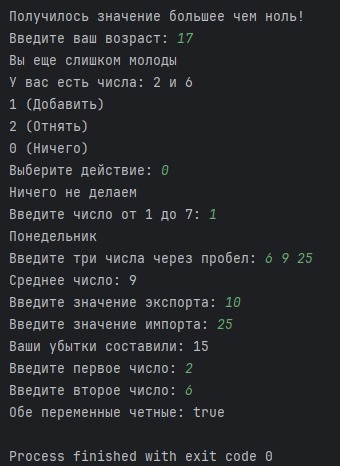 Получилось значение большее чем ноль!
Введите ваш возраст: 17
Вы еще слишком молоды
У вас есть числа: 2 и 6
1 (Добавить)
2 (Отнять)
0 (Ничего)
Выберите действие: 0
Ничего не делаем
Введите число от 1 до 7: 1
Понедельник
Введите три числа через пробел: 6 9 25
Среднее число: 9
Введите значение экспорта: 10
Введите значение импорта: 25
Ваши убытки составили: 15
Введите первое число: 2
Введите второе число: 6
Обе переменные четные: true
Process finished with exit code 0